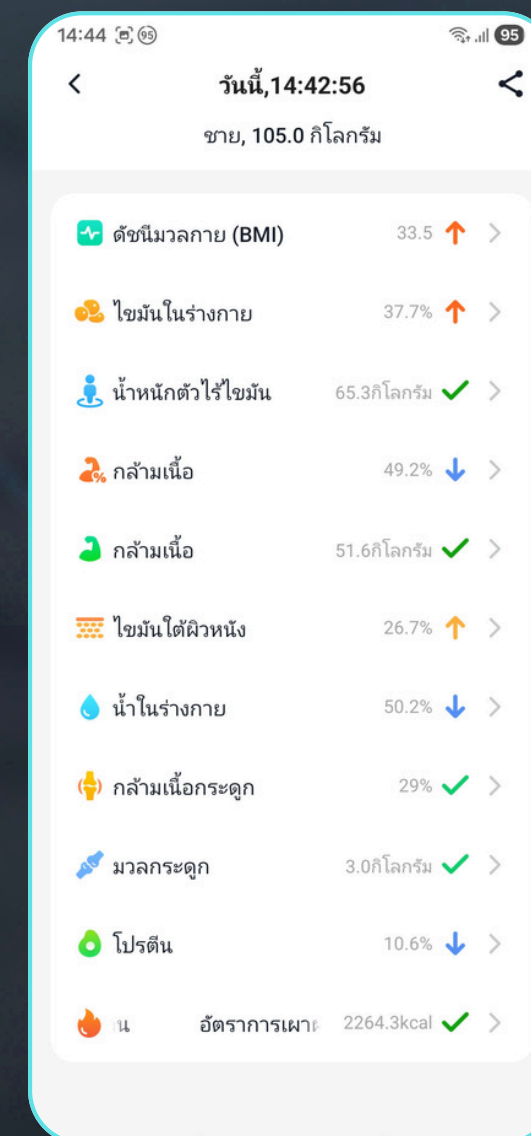 14:44 95 95
วันนี้,14:42:56
ชาย, 105.0 กิโลกรัม
ดัชนีมวลกาย (BMI) 33.5
ไขมันในร่างกาย 37.7%
น้ำหนักตัวไร้ไขมัน 65.3กิโลกรัม
กล้ามเนื้อ 49.2%
กล้ามเนื้อ 51.6กิโลกรัม
ไขมันใต้ผิวหนัง 26.7%
น้ำในร่างกาย 50.2%
กล้ามเนื้อกระดูก 29%
มวลกระดูก 3.0กิโลกรัม
โปรตีน 10.6%
าน อัตราการเผาผ 2264.3kcal